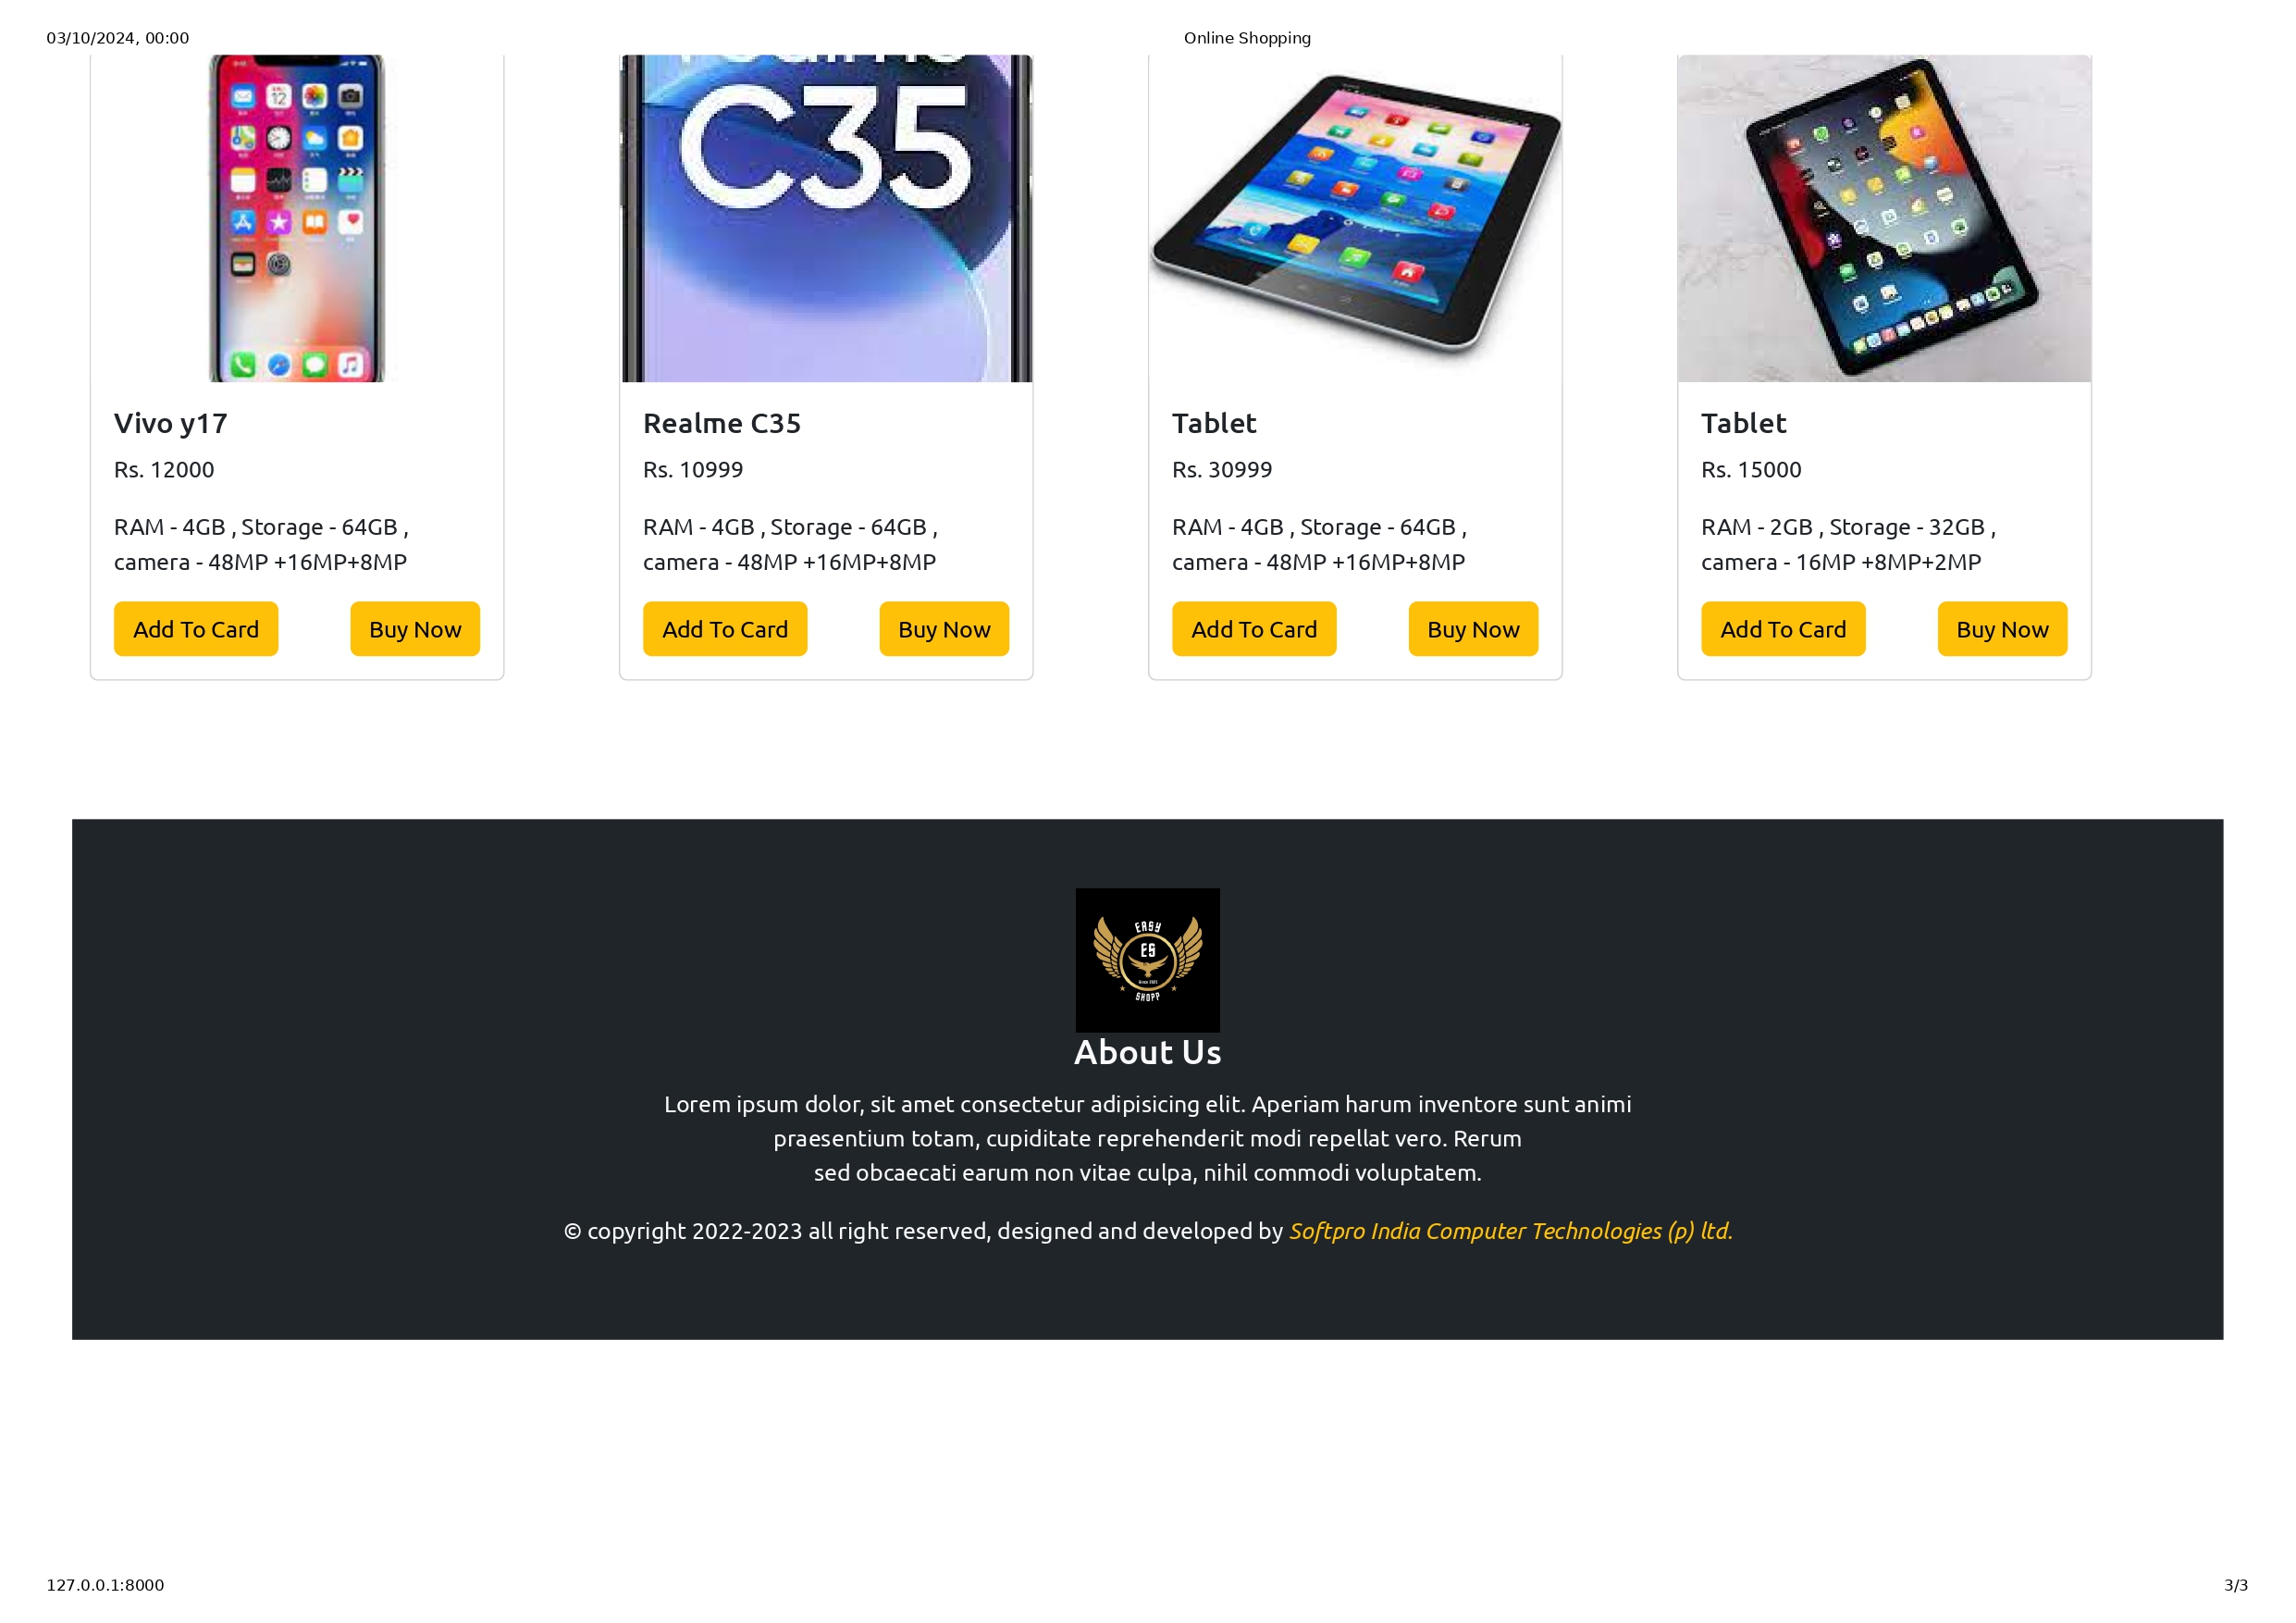 03/10/2024, 00:00
Online Shopping
C35
Vivo y17
Rs. 12000
RAM - 4GB , Storage - 64GB ,
camera - 48MP +16MP+8MP
Add To Card
Buy Now
Realme C35
Rs. 10999
RAM - 4GB , Storage - 64GB ,
camera - 48MP +16MP+8MP
Add To Card
Buy Now
Tablet
Rs. 30999
RAM - 4GB , Storage - 64GB ,
camera - 48MP +16MP+8MP
Add To Card
Buy Now
Tablet
Rs. 15000
RAM - 2GB , Storage - 32GB ,
camera - 16MP +8MP+2MP
Add To Card
Buy Now
EASY
ES
SHOPP
About Us
Lorem ipsum dolor, sit amet consectetur adipisicing elit. Aperiam harum inventore sunt animi
praesentium totam, cupiditate reprehenderit modi repellat vero. Rerum
sed obcaecati earum non vitae culpa, nihil commodi voluptatem.
© copyright 2022-2023 all right reserved, designed and developed by Softpro India Computer Technologies (p) ltd.
127.0.0.1:8000
3/3